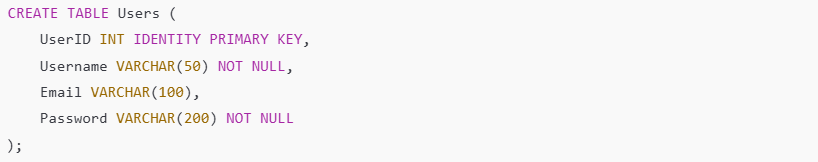 CREATE TABLE Users (
    UserID INT IDENTITY PRIMARY KEY,
    Username VARCHAR(50) NOT NULL,
    Email VARCHAR(100),
    Password VARCHAR(200) NOT NULL
);